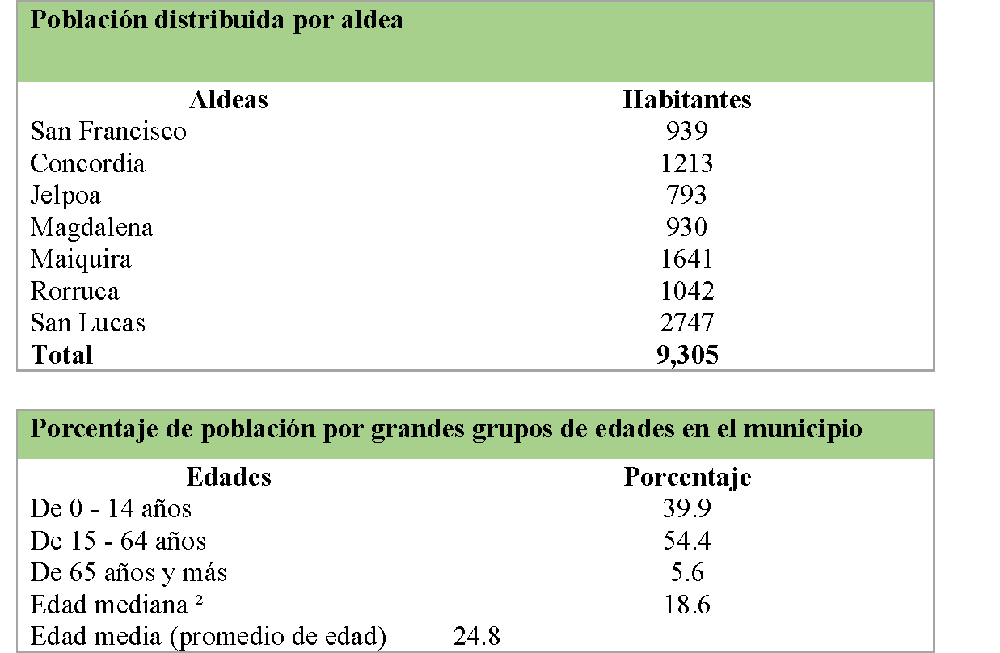 Población distribuida por aldea
Aldeas Habitantes
San Francisco 939
Concordia 1213
Jelpoa 793
Magdalena 930
Maiquira 1641
Rorruca 1042
San Lucas 2747
Total 9,305
Porcentaje de población por grandes grupos de edades en el municipio
Edades Porcentaje
De 0 - 14 años 39.9
De 15 - 64 años 54.4
De 65 años y más 5.6
Edad mediana ² 18.6
Edad media (promedio de edad) 24.8